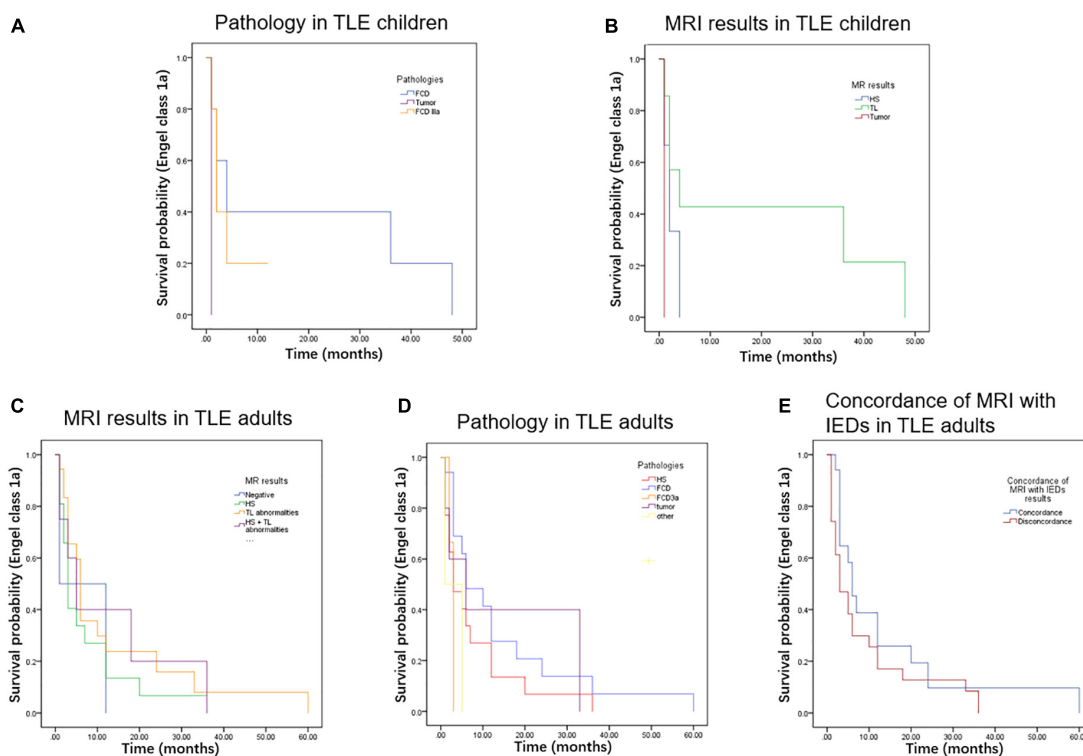 A
Pathology in TLE children
Survival probability (Engel class 1a)
1.0
0.8
0.6
0.4
0.2
0.0
Pathologies
FCD
Tumor
FCD IIIa
.00
10.00
20.00
30.00
40.00
50.00
Time (months)
B
MRI results in TLE children
Survival probability (Engel class 1a)
1.0
0.8
0.6
0.4
0.2
0.0
MR results
HS
TL
Tumor
.00
10.00
20.00
30.00
40.00
50.00
Time (months)
C
MRI results in TLE adults
Survival probability (Engel class 1a)
1.0
0.8
0.6
0.4
0.2
0.0
MR results
Negative
HS
TL abnormalities
HS + TL
abnormalities
...
.00
10.00
20.00
30.00
40.00
50.00
60.00
Time (months)
D
Pathology in TLE adults
Survival probability (Engel class 1a)
1.0
0.8
0.6
0.4
0.2
0.0
Pathologies
HS
FCD
FCD3a
tumor
other
.00
10.00
20.00
30.00
40.00
50.00
60.00
Time (months)
E
Concordance of MRI with
IEDs in TLE adults
Survival probability (Engel class 1a)
1.0
0.8
0.6
0.4
0.2
0.0
Concordance of
MRI with IEDs
results
Concordance
Disconcordance
.00
10.00
20.00
30.00
40.00
50.00
60.00
Time (months)